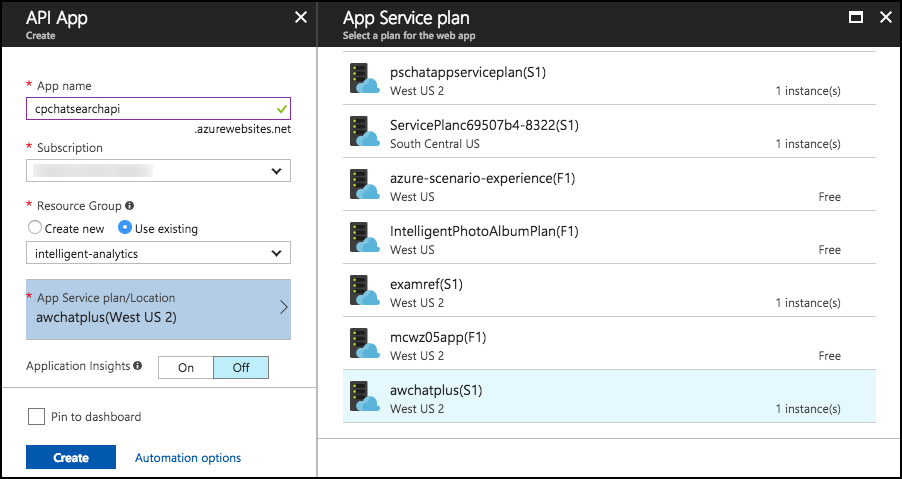 API App
Create
* App name
cpchatsearchapi
.azurewebsites.net
* Subscription
* Resource Group
Create new
Use existing
intelligent-analytics
* App Service plan/Location
awchatplus(West US 2)
Application Insights
On
Off
Pin to dashboard
Create
Automation options
App Service plan
Select a plan for the web app
pschatappserviceplan(S1)
West US 2
1 instance(s)
ServicePlanc69507b4-8322(S1)
South Central US
1 instance(s)
azure-scenario-experience(F1)
West US
Free
IntelligentPhotoAlbumPlan(F1)
West US
Free
examref(S1)
West US 2
1 instance(s)
mcwz05app(F1)
West US 2
Free
awchatplus(S1)
West US 2
1 instance(s)